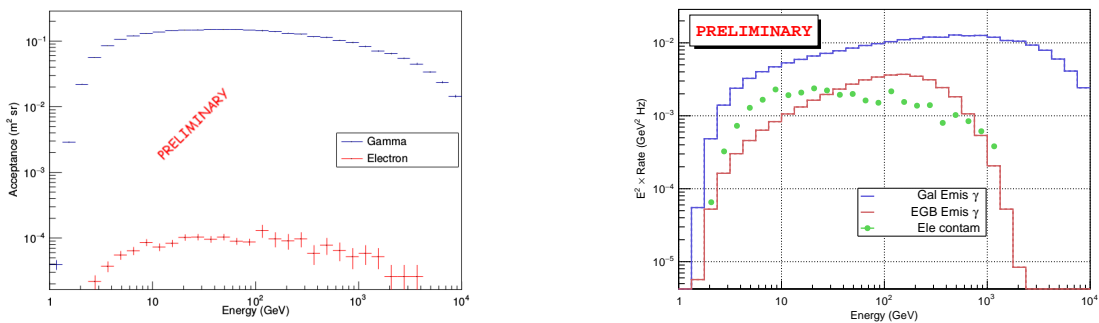 10⁻¹
10⁻²
10⁻³
10⁻⁴
Acceptance (m² sr)
PRELIMINARY
Gamma
Electron
1
10
10²
10³
10⁴
Energy (GeV)
PRELIMINARY
10⁻²
10⁻³
10⁻⁴
10⁻⁵
E² × Rate (GeV² Hz)
Gal Emis γ
EGB Emis γ
Ele contam
1
10
10²
10³
10⁴
Energy (GeV)